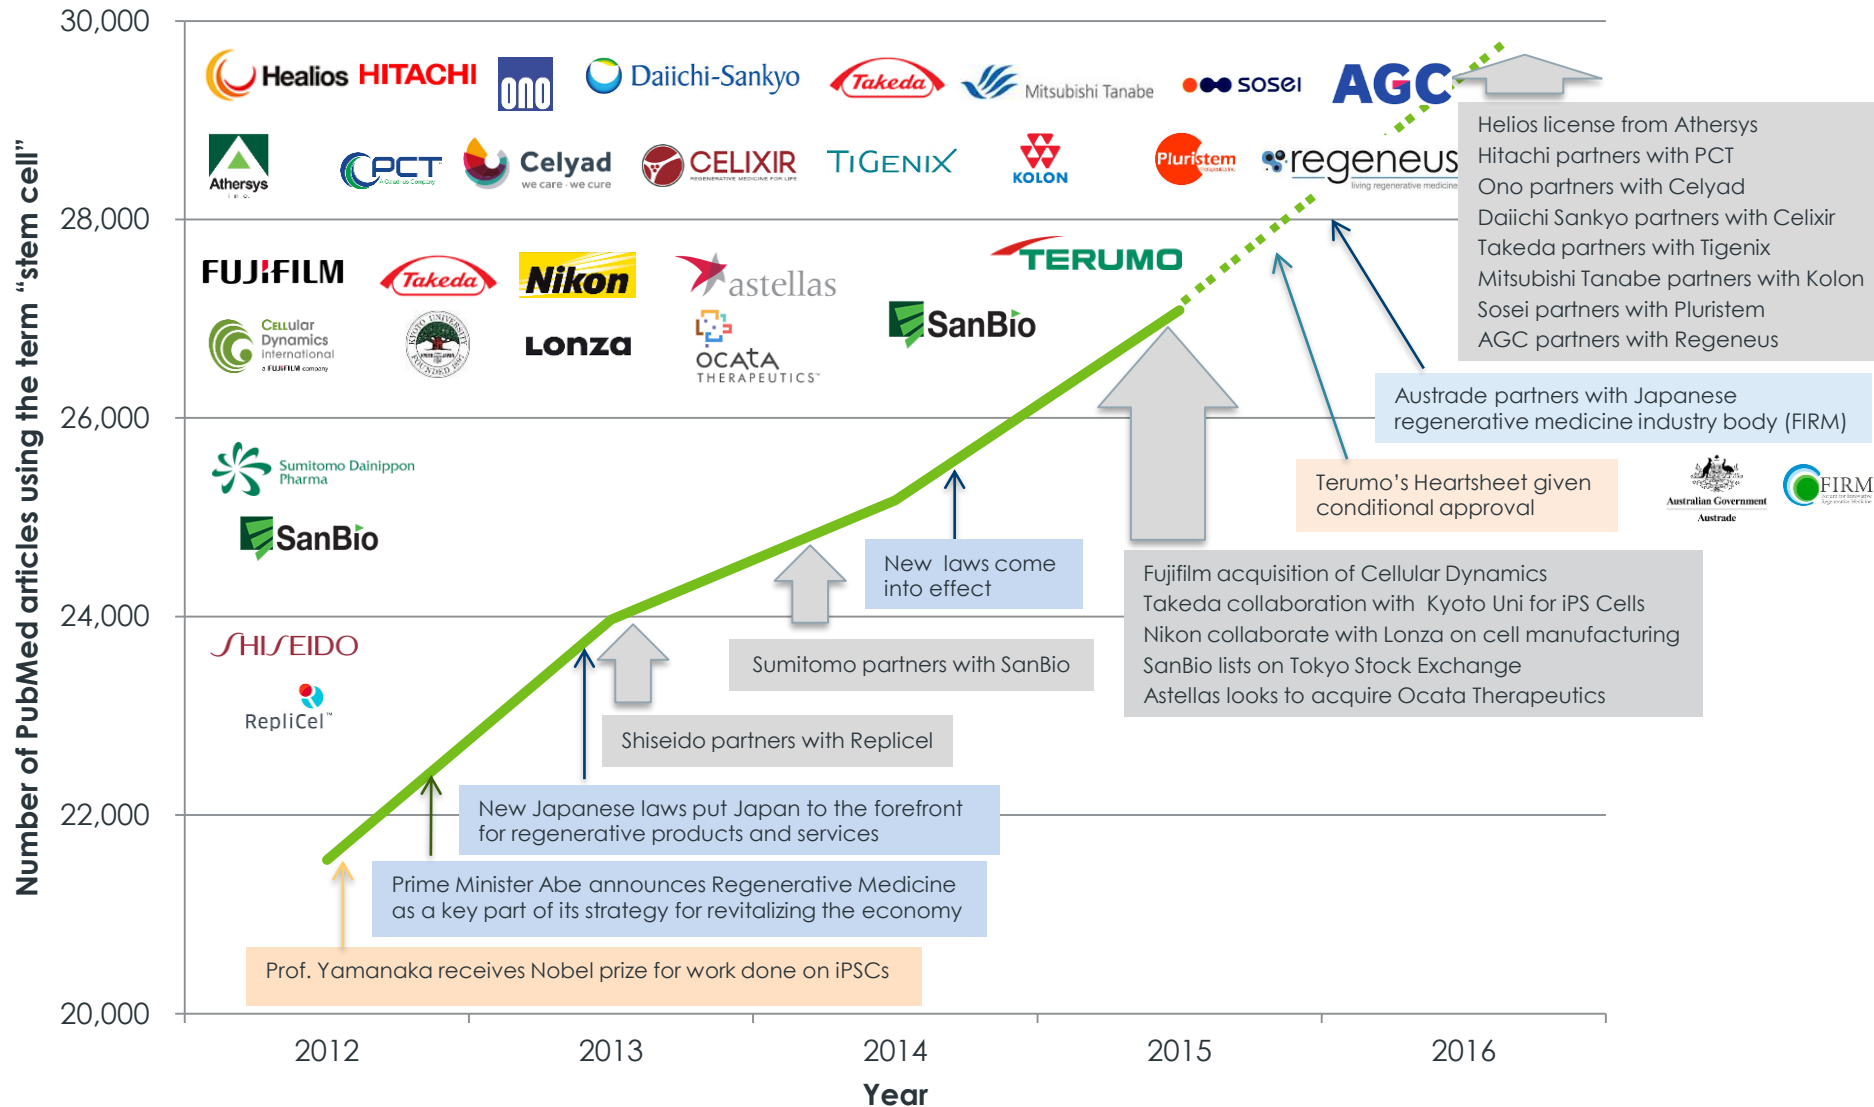 30,000
28,000
26,000
24,000
22,000
20,000
Number of PubMed articles using the term “stem cell”
Healios
HITACHI
ono
Daiichi-Sankyo
Takeda
Mitsubishi Tanabe
SOSEI
AGC
Athersys
PCT
Celyad
we care · we cure
CELIXIR
REGENERATIVE MEDICINE FOR LIFE
TiGENIX
KOLON
Pluristem
regeneus
living regenerative medicine
Helios license from Athersys
Hitachi partners with PCT
Ono partners with Celyad
Daiichi Sankyo partners with Celixir
Takeda partners with Tigenix
Mitsubishi Tanabe partners with Kolon
Sosei partners with Pluristem
AGC partners with Regeneus
FUJIFILM
Takeda
Nikon
astellas
TERUMO
CELLular
Dynamics
international
a FUJIFILM company
KYOTO UNIVERSITY
FOUNDED 1897
Lonza
OCATA
THERAPEUTICS™
SanBio
Austrade partners with Japanese
regenerative medicine industry body (FIRM)
Terumo’s Heartsheet given
conditional approval
Australian Government
Austrade
FIRM
Sumitomo Dainippon
Pharma
SanBio
New laws come
into effect
Fujifilm acquisition of Cellular Dynamics
Takeda collaboration with Kyoto Uni for iPS Cells
Nikon collaborate with Lonza on cell manufacturing
SanBio lists on Tokyo Stock Exchange
Astellas looks to acquire Ocata Therapeutics
SHISEIDO
RepliCel™
Sumitomo partners with SanBio
Shiseido partners with Replicel
New Japanese laws put Japan to the forefront
for regenerative products and services
Prime Minister Abe announces Regenerative Medicine
as a key part of its strategy for revitalizing the economy
Prof. Yamanaka receives Nobel prize for work done on iPSCs
2012
2013
2014
2015
2016
Year